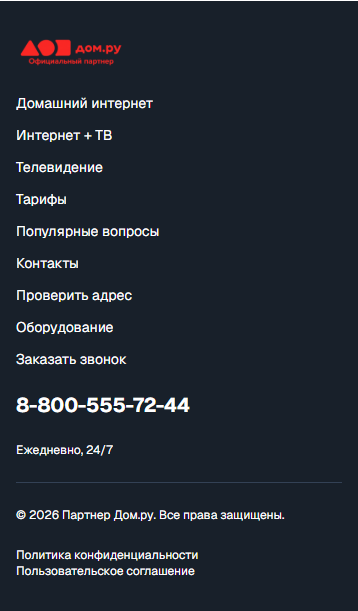 дом.ру
Официальный партнер
Домашний интернет
Интернет + ТВ
Телевидение
Тарифы
Популярные вопросы
Контакты
Проверить адрес
Оборудование
Заказать звонок
8-800-555-72-44
Ежедневно, 24/7
© 2026 Партнер Дом.ру. Все права защищены.
Политика конфиденциальности
Пользовательское соглашение